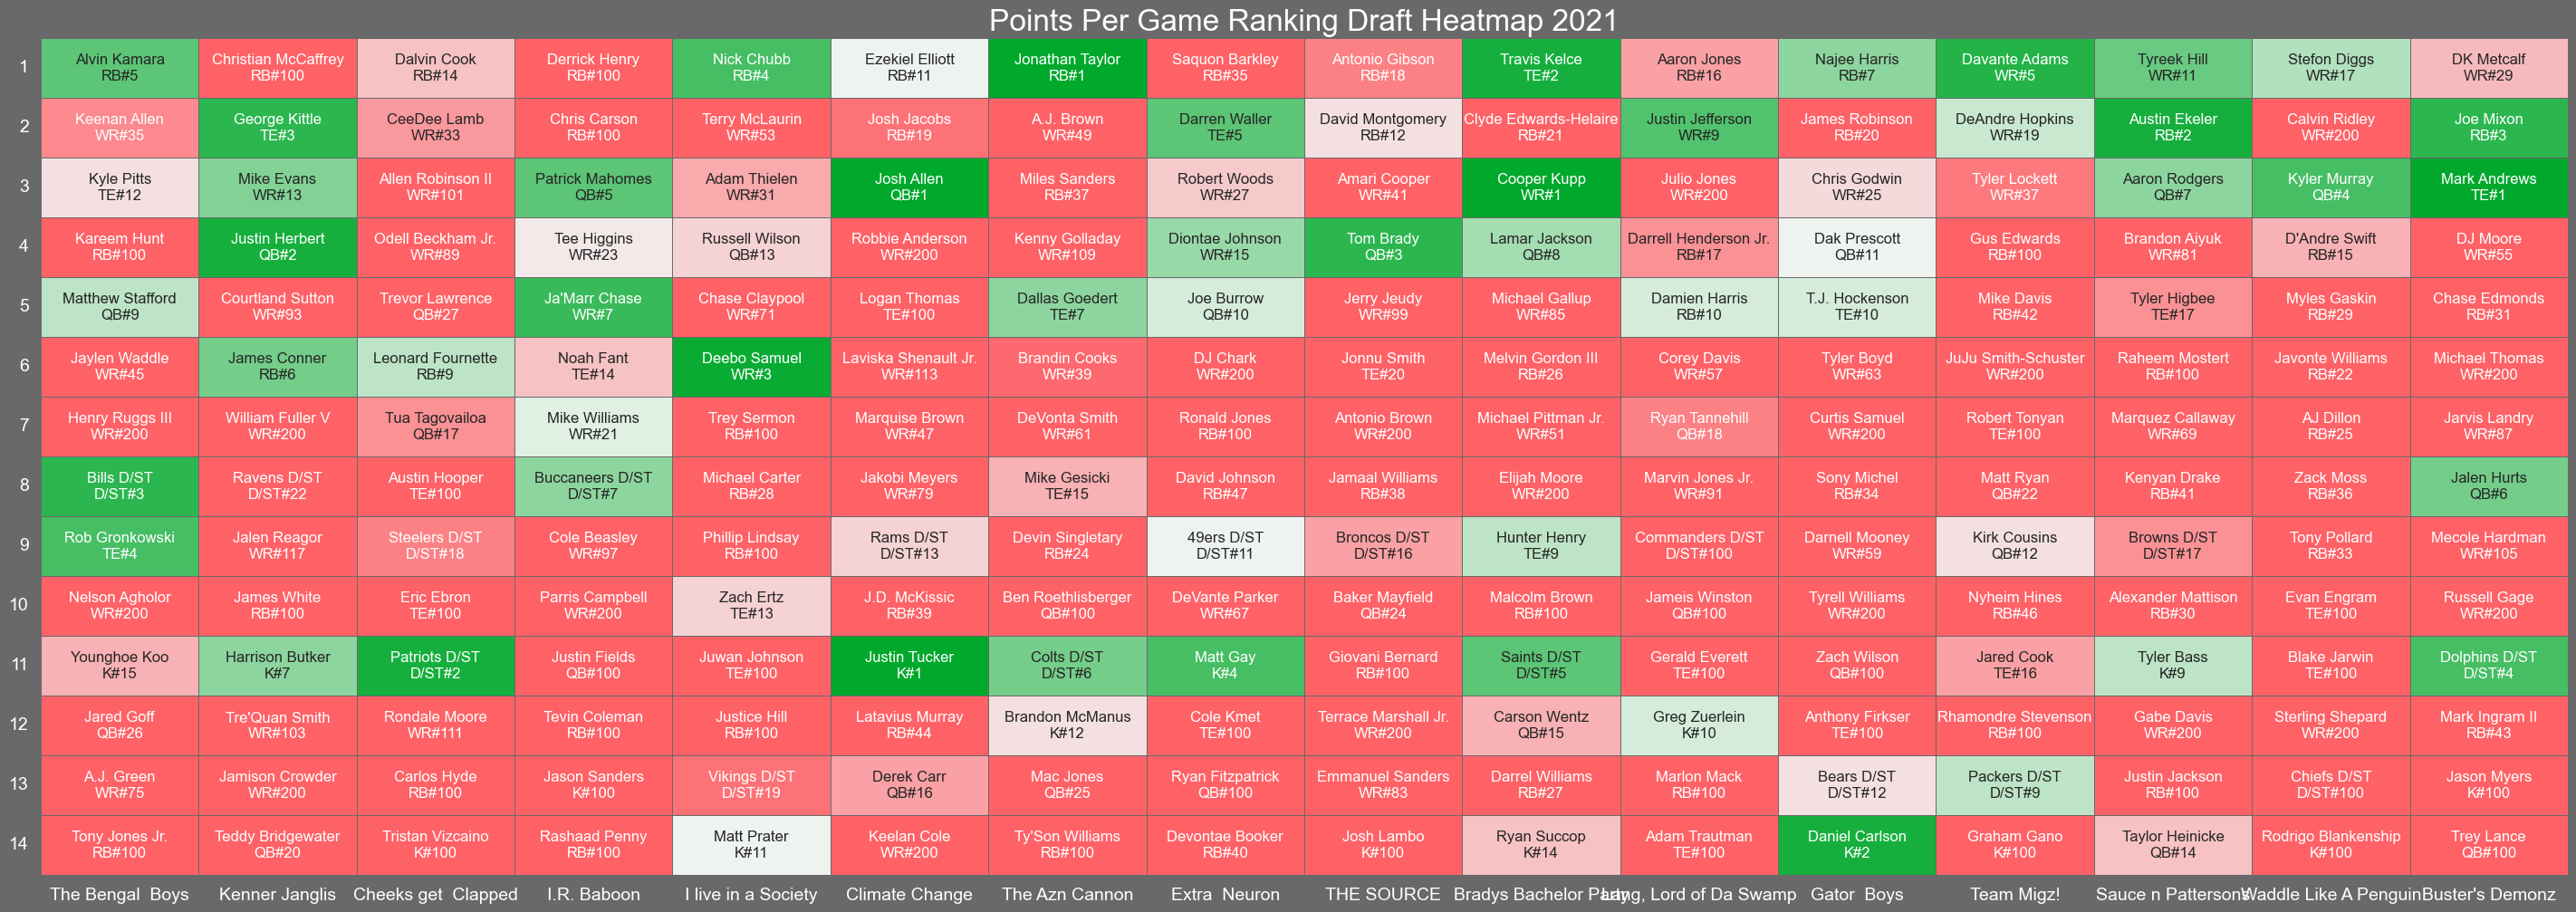 Points Per Game Ranking Draft Heatmap 2021
1
Alvin Kamara RB#5
Christian McCaffrey RB#100
Dalvin Cook RB#14
Derrick Henry RB#100
Nick Chubb RB#4
Ezekiel Elliott RB#11
Jonathan Taylor RB#1
Saquon Barkley RB#35
Antonio Gibson RB#18
Travis Kelce TE#2
Aaron Jones RB#16
Najee Harris RB#7
Davante Adams WR#5
Tyreek Hill WR#11
Stefon Diggs WR#17
DK Metcalf WR#29
2
Keenan Allen WR#35
George Kittle TE#3
CeeDee Lamb WR#33
Chris Carson RB#100
Terry McLaurin WR#53
Josh Jacobs RB#19
A.J. Brown WR#49
Darren Waller TE#5
David Montgomery RB#12
Clyde Edwards-Helaire RB#21
Justin Jefferson WR#9
James Robinson RB#20
DeAndre Hopkins WR#19
Austin Ekeler RB#2
Calvin Ridley WR#200
Joe Mixon RB#3
3
Kyle Pitts TE#12
Mike Evans WR#13
Allen Robinson II WR#101
Patrick Mahomes QB#5
Adam Thielen WR#31
Josh Allen QB#1
Miles Sanders RB#37
Robert Woods WR#27
Amari Cooper WR#41
Cooper Kupp WR#1
Julio Jones WR#200
Chris Godwin WR#25
Tyler Lockett WR#37
Aaron Rodgers QB#7
Kyler Murray QB#4
Mark Andrews TE#1
4
Kareem Hunt RB#100
Justin Herbert QB#2
Odell Beckham Jr. WR#89
Tee Higgins WR#23
Russell Wilson QB#13
Robbie Anderson WR#200
Kenny Golladay WR#109
Diontae Johnson WR#15
Tom Brady QB#3
Lamar Jackson QB#8
Darrell Henderson Jr. RB#17
Dak Prescott QB#11
Gus Edwards RB#100
Brandon Aiyuk WR#81
D'Andre Swift RB#15
DJ Moore WR#55
5
Matthew Stafford QB#9
Courtland Sutton WR#93
Trevor Lawrence QB#27
Ja'Marr Chase WR#7
Chase Claypool WR#71
Logan Thomas TE#100
Dallas Goedert TE#7
Joe Burrow QB#10
Jerry Jeudy WR#99
Michael Gallup WR#85
Damien Harris RB#10
T.J. Hockenson TE#10
Mike Davis RB#42
Tyler Higbee TE#17
Myles Gaskin RB#29
Chase Edmonds RB#31
6
Jaylen Waddle WR#45
James Conner RB#6
Leonard Fournette RB#9
Noah Fant TE#14
Deebo Samuel WR#3
Laviska Shenault Jr. WR#113
Brandin Cooks WR#39
DJ Chark WR#200
Jonnu Smith TE#20
Melvin Gordon III RB#26
Corey Davis WR#57
Tyler Boyd WR#63
JuJu Smith-Schuster WR#200
Raheem Mostert RB#100
Javonte Williams RB#22
Michael Thomas WR#200
7
Henry Ruggs III WR#200
William Fuller V WR#200
Tua Tagovailoa QB#17
Mike Williams WR#21
Trey Sermon RB#100
Marquise Brown WR#47
DeVonta Smith WR#61
Ronald Jones RB#100
Antonio Brown WR#200
Michael Pittman Jr. WR#51
Ryan Tannehill QB#18
Curtis Samuel WR#200
Robert Tonyan TE#100
Marquez Callaway WR#69
AJ Dillon RB#25
Jarvis Landry WR#87
8
Bills D/ST D/ST#3
Ravens D/ST D/ST#22
Austin Hooper TE#100
Buccaneers D/ST D/ST#7
Michael Carter RB#28
Jakobi Meyers WR#79
Mike Gesicki TE#15
David Johnson RB#47
Jamaal Williams RB#38
Elijah Moore WR#200
Marvin Jones Jr. WR#91
Sony Michel RB#34
Matt Ryan QB#22
Kenyan Drake RB#41
Zack Moss RB#36
Jalen Hurts QB#6
9
Rob Gronkowski TE#4
Jalen Reagor WR#117
Steelers D/ST D/ST#18
Cole Beasley WR#97
Phillip Lindsay RB#100
Rams D/ST D/ST#13
Devin Singletary RB#24
49ers D/ST D/ST#11
Broncos D/ST D/ST#16
Hunter Henry TE#9
Commanders D/ST D/ST#100
Darnell Mooney WR#59
Kirk Cousins QB#12
Browns D/ST D/ST#17
Tony Pollard RB#33
Mecole Hardman WR#105
10
Nelson Agholor WR#200
James White RB#100
Eric Ebron TE#100
Parris Campbell WR#200
Zach Ertz TE#13
J.D. McKissic RB#39
Ben Roethlisberger QB#100
DeVante Parker WR#67
Baker Mayfield QB#24
Malcolm Brown RB#100
Jameis Winston QB#100
Tyrell Williams WR#200
Nyheim Hines RB#46
Alexander Mattison RB#30
Evan Engram TE#100
Russell Gage WR#200
11
Younghoe Koo K#15
Harrison Butker K#7
Patriots D/ST D/ST#2
Justin Fields QB#100
Juwan Johnson TE#100
Justin Tucker K#1
Colts D/ST D/ST#6
Matt Gay K#4
Giovani Bernard RB#100
Saints D/ST D/ST#5
Gerald Everett TE#100
Zach Wilson QB#100
Jared Cook TE#16
Tyler Bass K#9
Blake Jarwin TE#100
Dolphins D/ST D/ST#4
12
Jared Goff QB#26
Tre'Quan Smith WR#103
Rondale Moore WR#111
Tevin Coleman RB#100
Justice Hill RB#100
Latavius Murray RB#44
Brandon McManus K#12
Cole Kmet TE#100
Terrace Marshall Jr. WR#200
Carson Wentz QB#15
Greg Zuerlein K#10
Anthony Firkser TE#100
Rhamondre Stevenson RB#100
Gabe Davis WR#200
Sterling Shepard WR#200
Mark Ingram II RB#43
13
A.J. Green WR#75
Jamison Crowder WR#200
Carlos Hyde RB#100
Jason Sanders K#100
Vikings D/ST D/ST#19
Derek Carr QB#16
Mac Jones QB#25
Ryan Fitzpatrick QB#100
Emmanuel Sanders WR#83
Darrel Williams RB#27
Marlon Mack RB#100
Bears D/ST D/ST#12
Packers D/ST D/ST#9
Justin Jackson RB#100
Chiefs D/ST D/ST#100
Jason Myers K#100
14
Tony Jones Jr. RB#100
Teddy Bridgewater QB#20
Tristan Vizcaino K#100
Rashaad Penny RB#100
Matt Prater K#11
Keelan Cole WR#200
Ty'Son Williams RB#100
Devontae Booker RB#40
Josh Lambo K#100
Ryan Succop K#14
Adam Trautman TE#100
Daniel Carlson K#2
Graham Gano K#100
Taylor Heinicke QB#14
Rodrigo Blankenship K#100
Trey Lance QB#100
The Bengal Boys
Kenner Janglis
Cheeks get Clapped
I.R. Baboon
I live in a Society
Climate Change
The Azn Cannon
Extra Neuron
THE SOURCE
Bradys Bachelor Party
Lord of Da Swamp
Gator Boys
Team Migz!
Sauce n Pattersons
Waddle Like A Penguin
Buster's Demonz